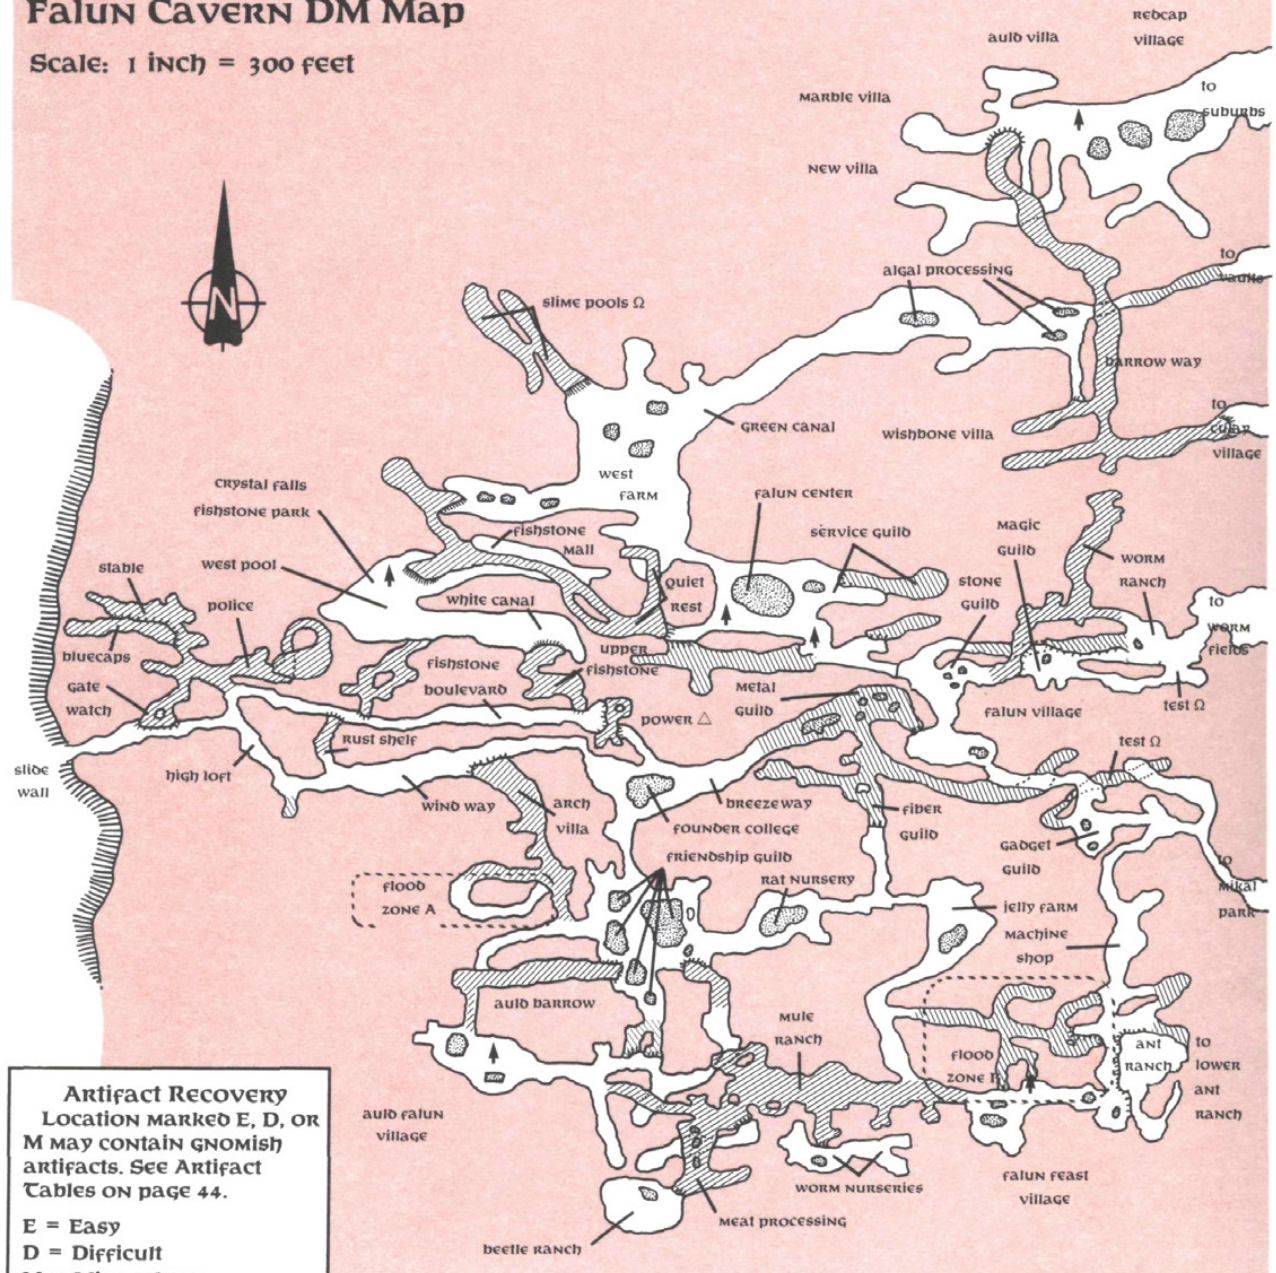 Falun Cavern DM Map
Scale: 1 inch = 300 feet
redcap
village
auld villa
marble villa
to
suburbs
new villa
N
algal processing
to
vaults
slime pools Ω
barrow way
green canal
wishbone villa
to
village
west
farm
crystal falls
fishstone park
falun center
service guild
magic
guild
fishstone
mall
worm
ranch
stable
west pool
police
white canal
quiet
rest
stone
guild
to
worm
fields
bluecaps
upper
fishstone
fishstone
boulevard
gate
watch
metal
guild
power △
falun village
test Ω
rust shelf
test Ω
slide
wall
high loft
wind way
arch
villa
breezeway
founder college
fiber
guild
gadget
guild
friendship guild
to
mikal
park
flood
zone A
rat nursery
jelly farm
D
machine
shop
auld barrow
mule
ranch
flood
zone
ant
ranch
to
lower
ant
ranch
auld falun
village
worm nurseries
falun feast
village
meat processing
beetle ranch
Artifact Recovery
Location marked E, D, or
M may contain gnomish
artifacts. See Artifact
Tables on page 44.
E = Easy
D = Difficult